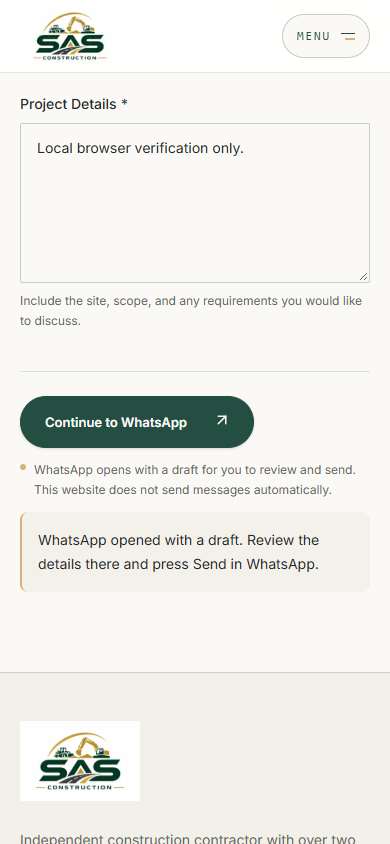 SAS
CONSTRUCTION
MENU
Project Details *
Local browser verification only.
Include the site, scope, and any requirements you would like
to discuss.
Continue to WhatsApp
WhatsApp opens with a draft for you to review and send.
This website does not send messages automatically.
WhatsApp opened with a draft. Review the
details there and press Send in WhatsApp.
SAS
CONSTRUCTION
Independent construction contractor with over two